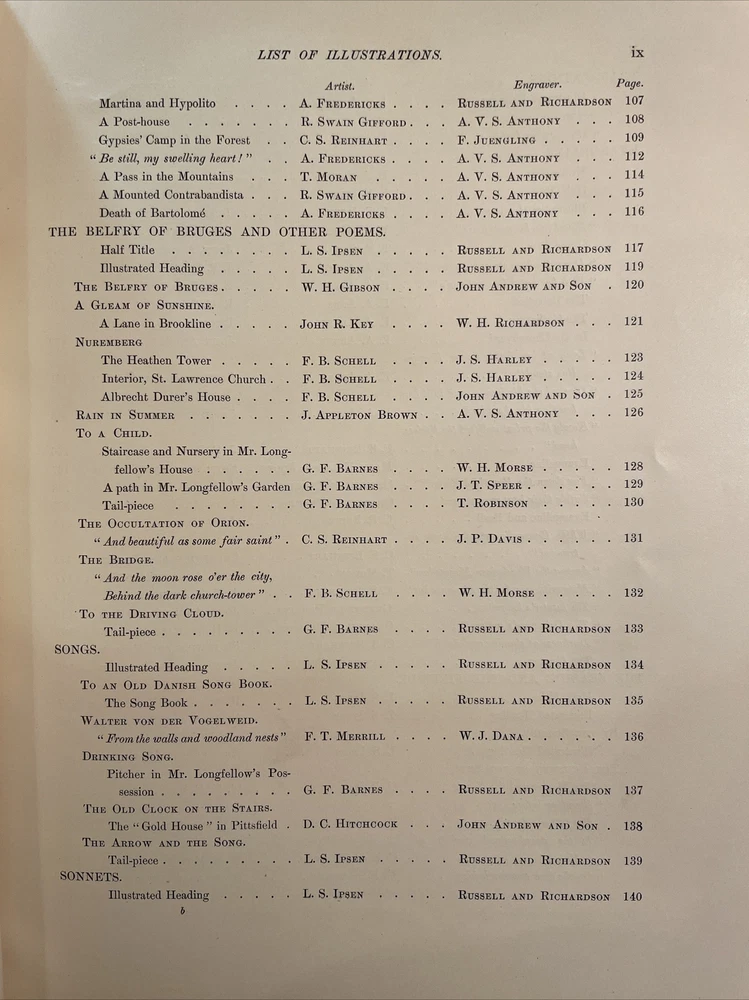 LIST OF ILLUSTRATIONS. ix
Artist. Engraver. Page.
Martina and Hypolito . . . . A. Fredericks . . . . Russell and Richardson 107
A Post-house . . . . . . . R. Swain Gifford . . . A. V. S. Anthony . . . 108
Gypsies' Camp in the Forest . . C. S. Reinhart . . . . F. Juengling . . . . . 109
"Be still, my swelling heart!" . . A. Fredericks . . . . A. V. S. Anthony . . . 112
A Pass in the Mountains . . . T. Moran . . . . . A. V. S. Anthony . . . 114
A Mounted Contrabandista . . . R. Swain Gifford . . . A. V. S. Anthony . . . 115
Death of Bartolomé . . . . . A. Fredericks . . . . A. V. S. Anthony . . . 116
THE BELFRY OF BRUGES AND OTHER POEMS.
Half Title . . . . . . . . L. S. Ipsen . . . . . Russell and Richardson 117
Illustrated Heading . . . . . L. S. Ipsen . . . . . Russell and Richardson 119
The Belfry of Bruges . . . . . W. H. Gibson . . . . John Andrew and Son . 120
A Gleam of Sunshine.
A Lane in Brookline . . . . . John R. Key . . . . W. H. Richardson . . . 121
Nuremberg
The Heathen Tower . . . . . F. B. Schell . . . . J. S. Harley . . . . . 123
Interior, St. Lawrence Church . . F. B. Schell . . . . J. S. Harley . . . . . 124
Albrecht Durer's House . . . . F. B. Schell . . . . John Andrew and Son . 125
Rain in Summer . . . . . . . J. Appleton Brown . . A. V. S. Anthony . . . 126
To a Child.
Staircase and Nursery in Mr. Long-
fellow's House . . . . . . G. F. Barnes . . . . W. H. Morse . . . . . 128
A path in Mr. Longfellow's Garden G. F. Barnes . . . . J. T. Speer . . . . . . 129
Tail-piece . . . . . . . . G. F. Barnes . . . . T. Robinson . . . . . 130
The Occultation of Orion.
"And beautiful as some fair saint" . C. S. Reinhart . . . . J. P. Davis . . . . . . 131
The Bridge.
"And the moon rose o'er the city,
Behind the dark church-tower" . . F. B. Schell . . . . W. H. Morse . . . . . 132
To the Driving Cloud.
Tail-piece . . . . . . . . . G. F. Barnes . . . . Russell and Richardson 133
SONGS.
Illustrated Heading . . . . . L. S. Ipsen . . . . . Russell and Richardson 134
To an Old Danish Song Book.
The Song Book . . . . . . . L. S. Ipsen . . . . . Russell and Richardson 135
Walter von der Vogelweid.
"From the walls and woodland nests" F. T. Merrill . . . . W. J. Dana . . . . . . 136
Drinking Song.
Pitcher in Mr. Longfellow's Pos-
session . . . . . . . . . G. F. Barnes . . . . Russell and Richardson 137
The Old Clock on the Stairs.
The "Gold House" in Pittsfield . D. C. Hitchcock . . . John Andrew and Son . 138
The Arrow and the Song.
Tail-piece . . . . . . . . . L. S. Ipsen . . . . . Russell and Richardson 139
SONNETS.
Illustrated Heading . . . . . L. S. Ipsen . . . . . Russell and Richardson 140
b